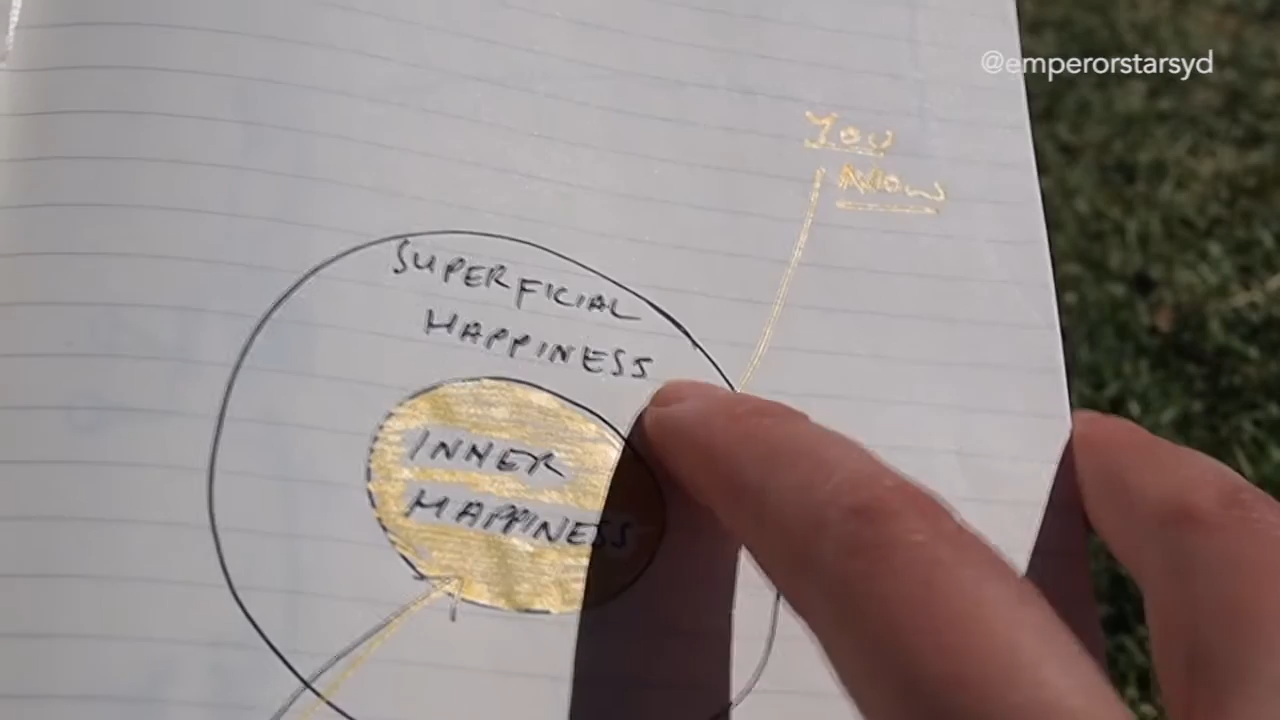 @emperorstarsyd
You
Now
SUPERFICIAL
HAPPINESS
INNER
HAPPINESS